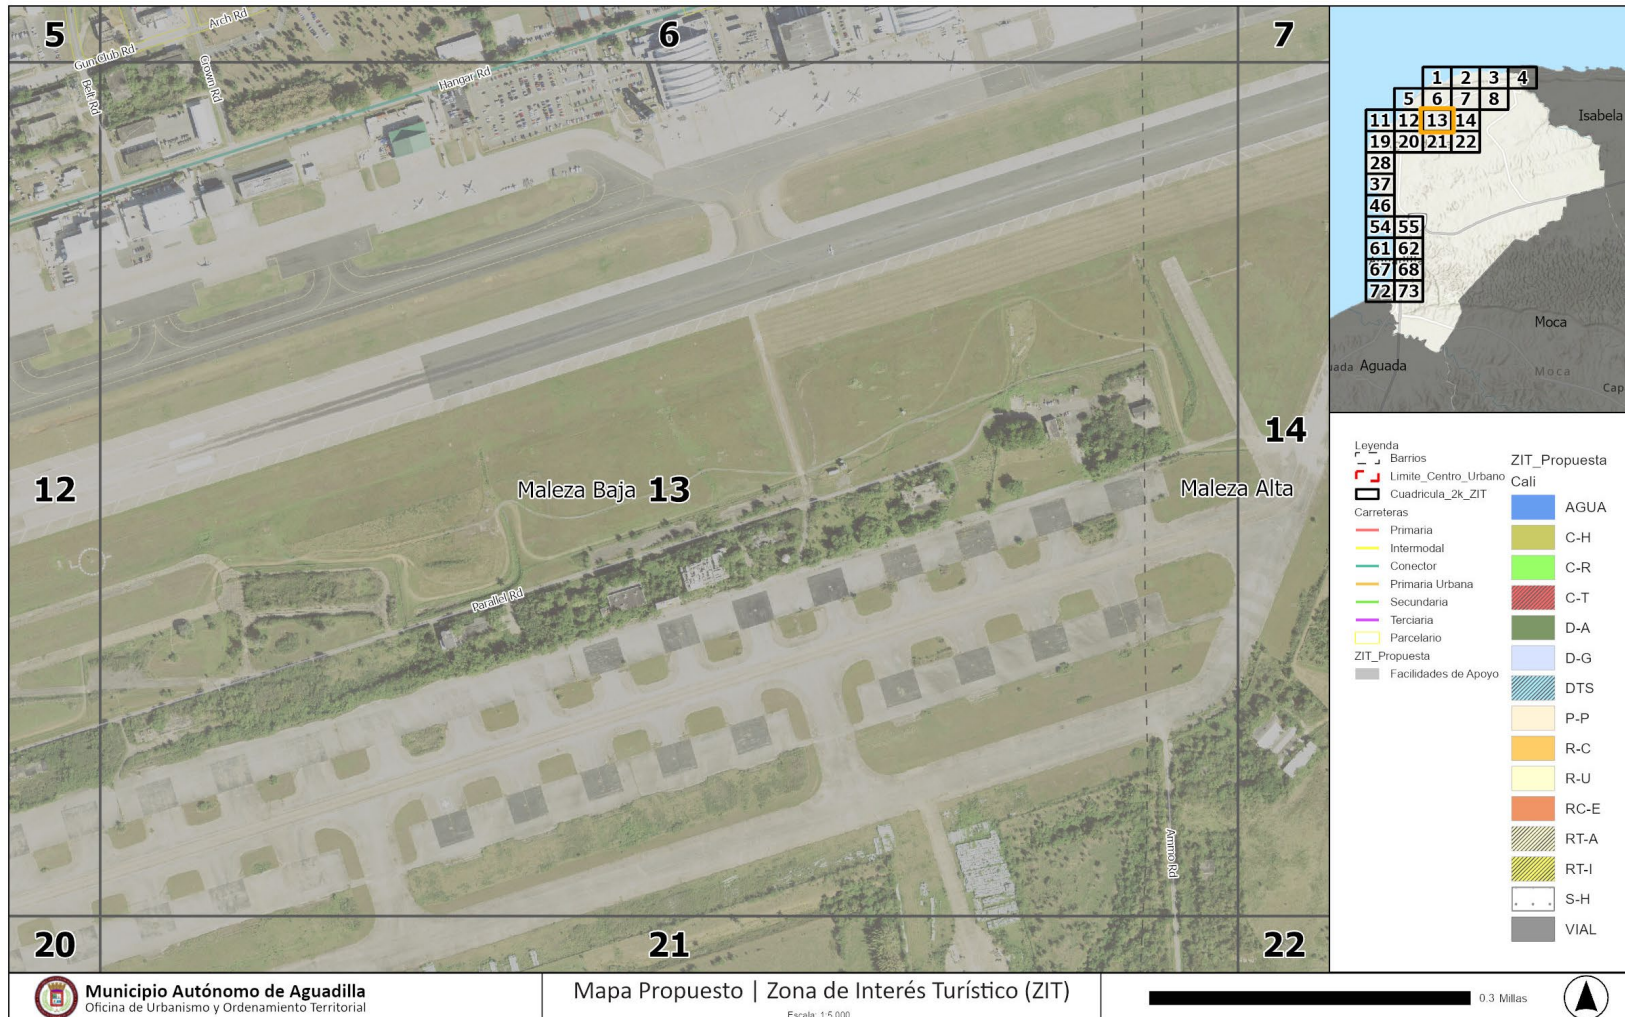 5
6
7
Gun Club Rd
Arch Rd
Belt Rd
Crown Rd
Hangar Rd
12
Maleza Baja
13
14
Maleza Alta
Parallel Rd
Ammo Rd
20
21
22
1 2 3 4
5 6 7 8
11 12 13 14
19 20 21 22
28
37
46
54 55
61 62
67 68
72 73
Isabela
Moca
Moca
uada
Aguada
Cap
Leyenda
Barrios
Limite_Centro_Urbano
Cuadricula_2k_ZIT
Carreteras
Primaria
Intermodal
Conector
Primaria Urbana
Secundaria
Terciaria
Parcelario
ZIT_Propuesta
Facilidades de Apoyo
ZIT_Propuesta
Cali
AGUA
C-H
C-R
C-T
D-A
D-G
DTS
P-P
R-C
R-U
RC-E
RT-A
RT-I
S-H
VIAL
Municipio Autónomo de Aguadilla
Oficina de Urbanismo y Ordenamiento Territorial
Mapa Propuesto | Zona de Interés Turístico (ZIT)
Escala: 1:5,000
0.3 Millas